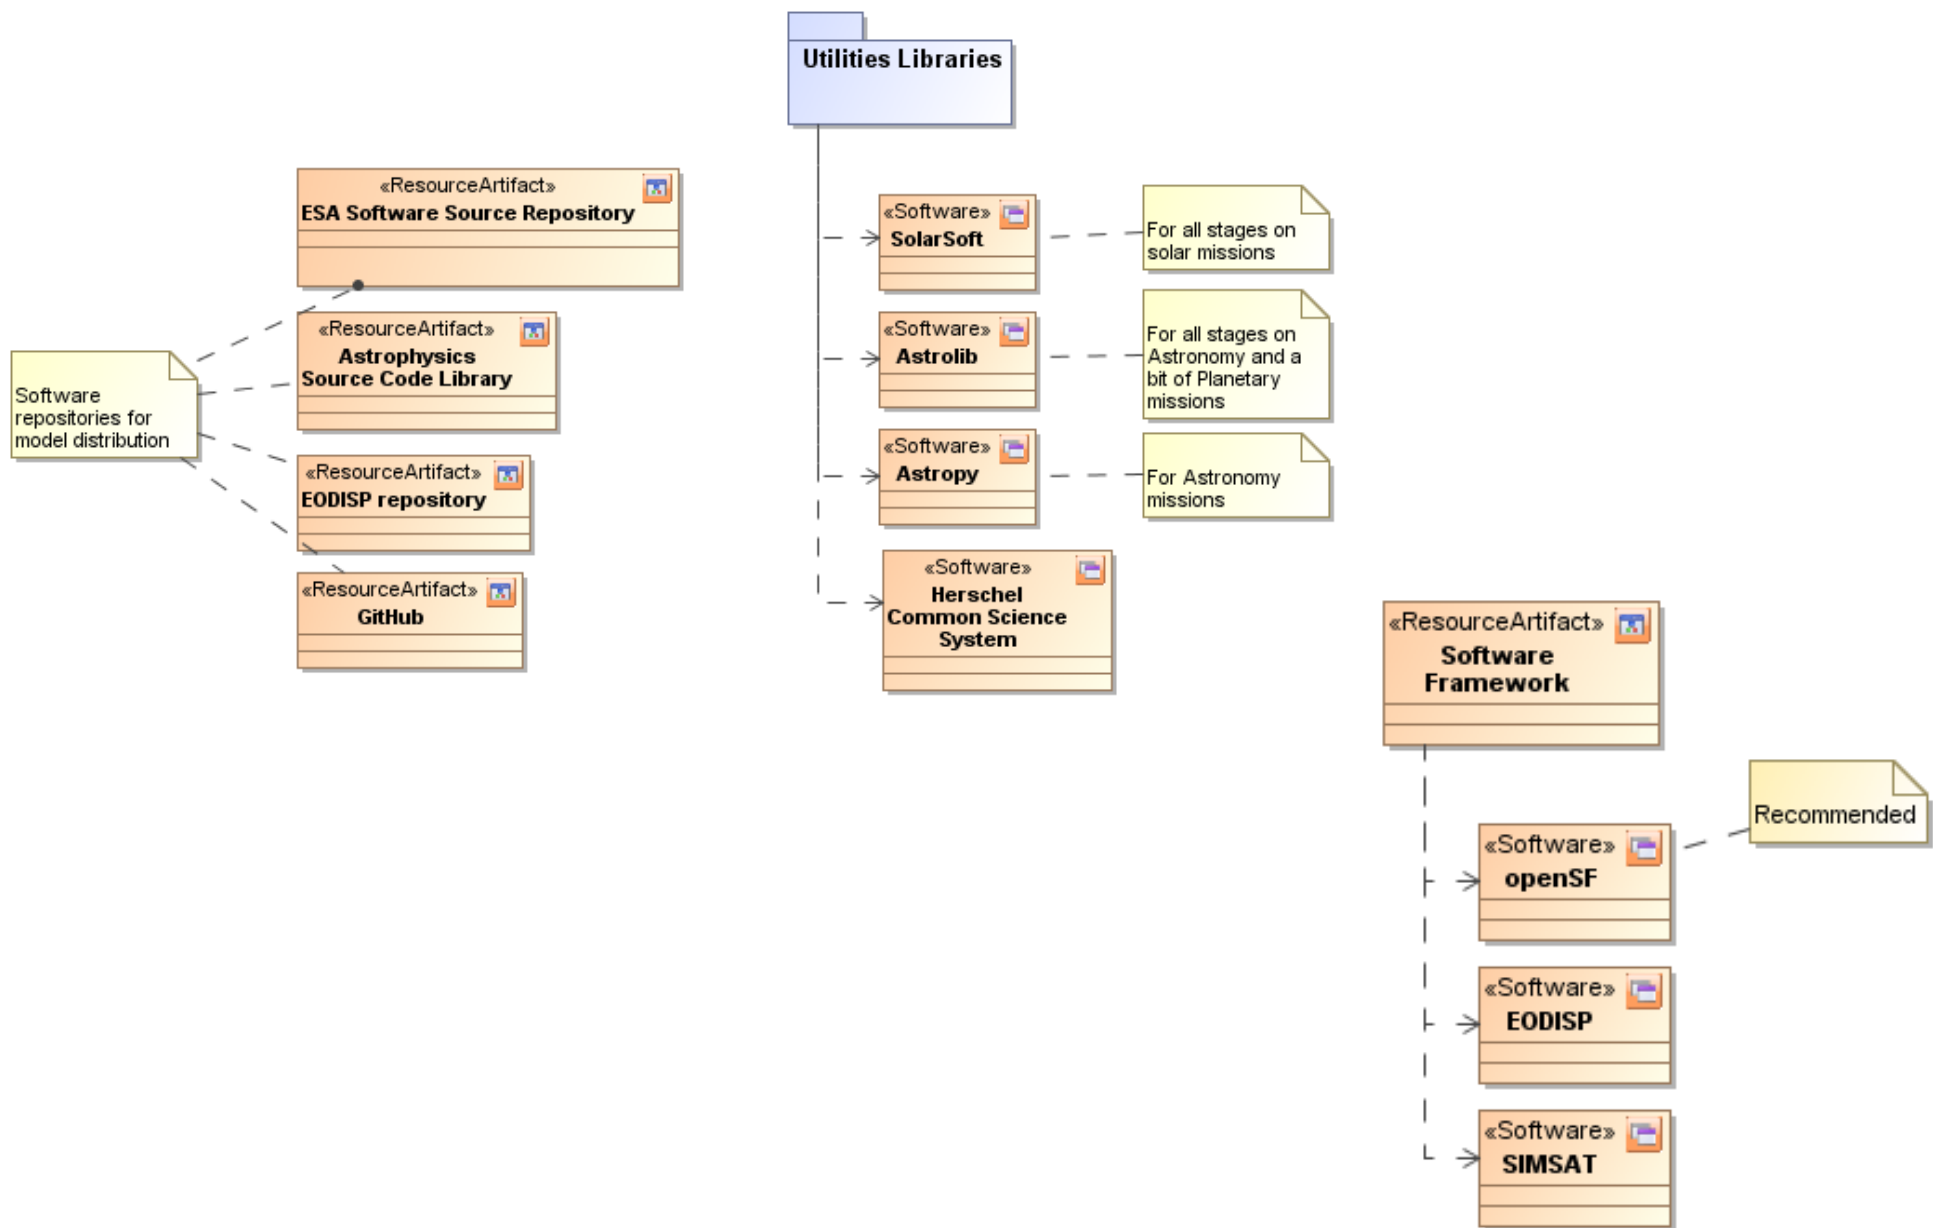 Utilities Libraries
«ResourceArtifact»
ESA Software Source Repository
«ResourceArtifact»
Astrophysics
Source Code Library
Software
repositories for
model distribution
«ResourceArtifact»
EODISP repository
«ResourceArtifact»
GitHub
«Software»
SolarSoft
For all stages on
solar missions
«Software»
Astrolib
For all stages on
Astronomy and a
bit of Planetary
missions
«Software»
Astropy
For Astronomy
missions
«Software»
Herschel
Common Science
System
«ResourceArtifact»
Software
Framework
Recommended
«Software»
openSF
«Software»
EODISP
«Software»
SIMSAT